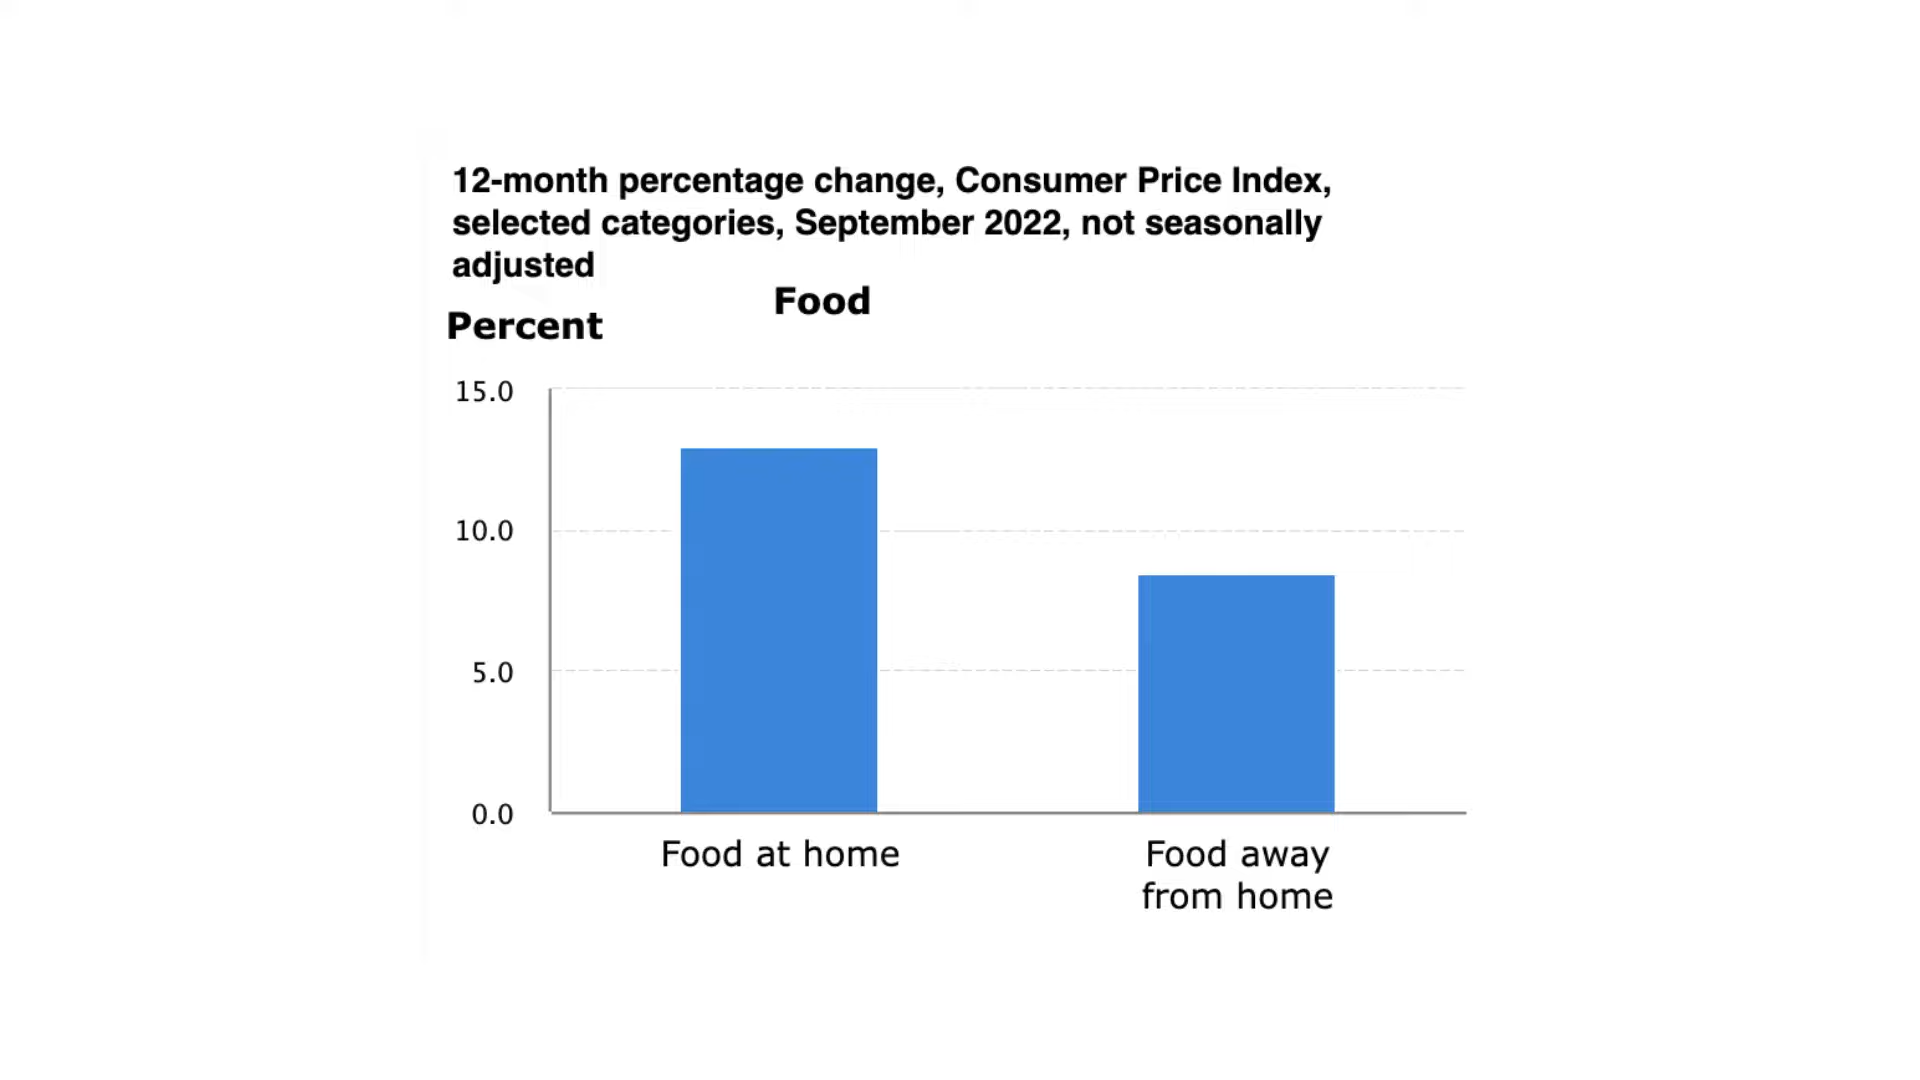 12-month percentage change, Consumer Price Index,
selected categories, September 2022, not seasonally
adjusted
Food
Percent
15.0
10.0
5.0
0.0
Food at home
Food away
from home